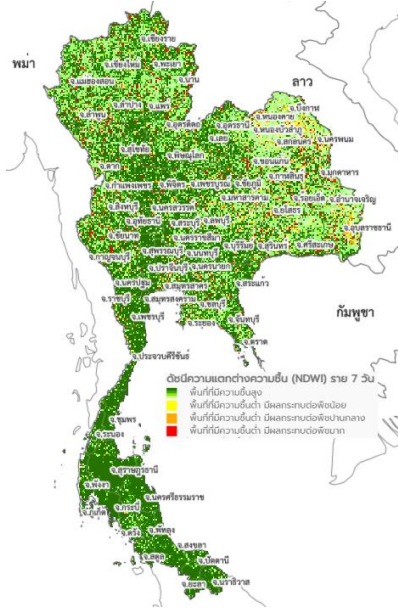 จ.เชียงราย
พม่า
จ.เชียงใหม่
จ.พะเยา
ลาว
จ.แม่ฮ่องสอน
จ.น่าน
จ.ลำปาง
จ.แพร่
จ.บึงกาฬ
จ.ลำพูน
จ.อุตรดิตถ์
จ.อุดรธานี
จ.หนองคาย
จ.เลย
จ.หนองบัวลำภู
จ.สุโขทัย
จ.สกลนคร
จ.นครพนม
จ.พิษณุโลก
จ.ตาก
จ.ขอนแก่น
จ.มุกดาหาร
จ.กำแพงเพชร
จ.พิจิตร
จ.เพชรบูรณ์
จ.ชัยภูมิ
จ.กาฬสินธุ์
จ.มหาสารคาม
จ.ร้อยเอ็ด
จ.อำนาจเจริญ
จ.สิงห์บุรี
จ.นครสวรรค์
จ.ยโสธร
จ.อุทัยธานี
จ.สระบุรี
จ.ลพบุรี
จ.อุบลราชธานี
จ.ชัยนาท
จ.นครราชสีมา
จ.บุรีรัมย์
จ.สุรินทร์
จ.ศรีสะเกษ
จ.กาญจนบุรี
จ.สุพรรณบุรี
จ.นนทบุรี
จ.ปราจีนบุรี
จ.นครนายก
จ.นครปฐม
จ.สมุทรสาคร
จ.สระแก้ว
จ.ราชบุรี
จ.สมุทรสงคราม
จ.ชลบุรี
กัมพูชา
จ.เพชรบุรี
จ.ระยอง
จ.จันทบุรี
จ.ตราด
จ.ประจวบคีรีขันธ์
ดัชนีความแตกต่างความชื้น (NDWI) ราย 7 วัน
พื้นที่ที่มีความชื้นสูง
พื้นที่ที่มีความชื้นต่ำ มีผลกระทบต่อพืชน้อย
พื้นที่ที่มีความชื้นต่ำ มีผลกระทบต่อพืชปานกลาง
พื้นที่ที่มีความชื้นต่ำ มีผลกระทบต่อพืชมาก
จ.ชุมพร
จ.ระนอง
จ.สุราษฎร์ธานี
จ.พังงา
จ.นครศรีธรรมราช
จ.กระบี่
จ.ภูเก็ต
จ.ตรัง
จ.พัทลุง
จ.สงขลา
จ.สตูล
จ.ปัตตานี
จ.ยะลา
จ.นราธิวาส